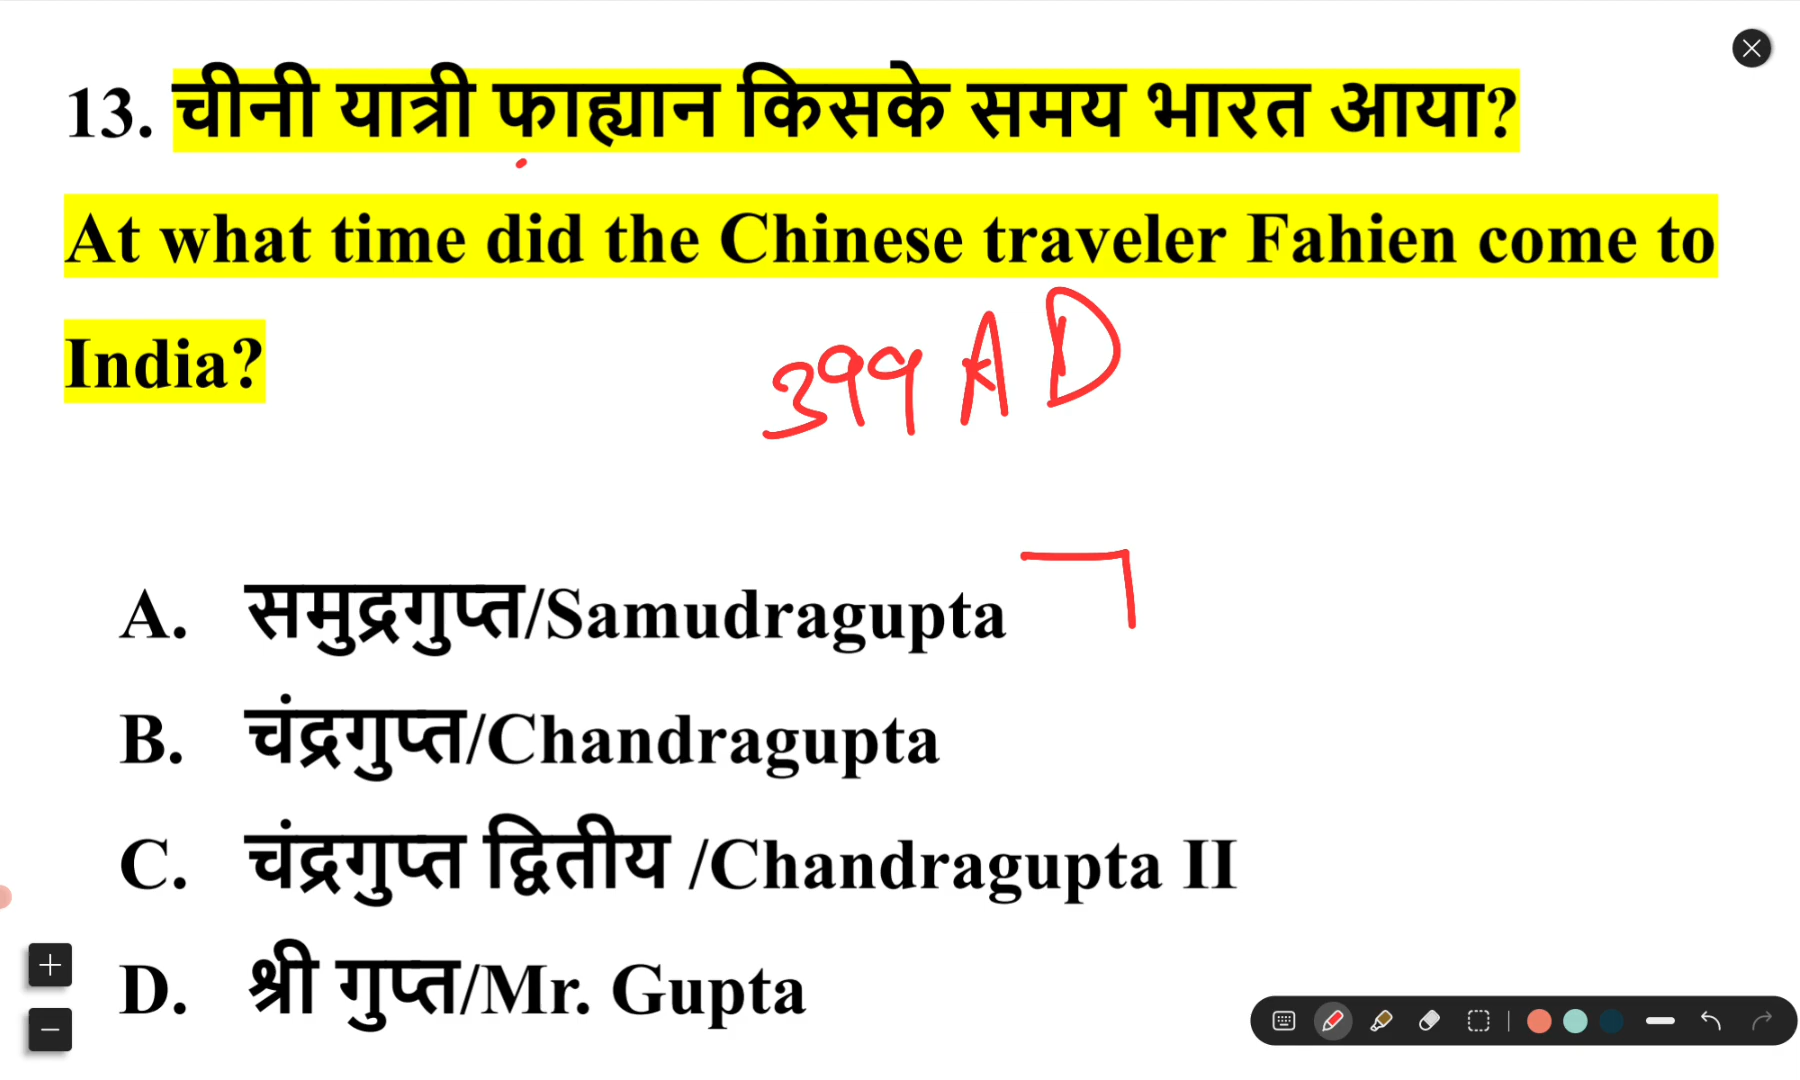 13. चीनी यात्री फाह्यान किसके समय भारत आया?
At what time did the Chinese traveler Fahien come to
India?
399 AD
A. समुद्रगुप्त/Samudragupta
B. चंद्रगुप्त/Chandragupta
C. चंद्रगुप्त द्वितीय /Chandragupta II
D. श्री गुप्त/Mr. Gupta